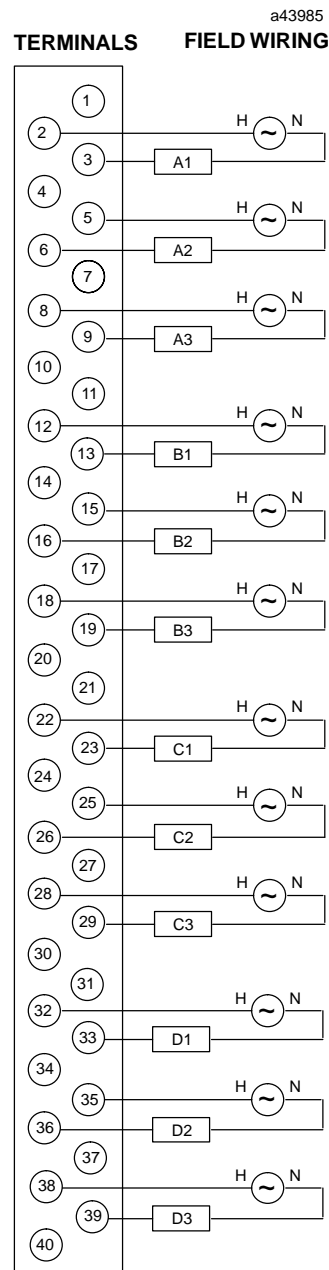 a43985
TERMINALS FIELD WIRING
1
H ~ N
2
3 A1
4
H ~ N
5
6 A2
7
H ~ N
8
9 A3
10
11
H ~ N
12
13 B1
14
H ~ N
15
16 B2
17
H ~ N
18
19 B3
20
21
H ~ N
22
23 C1
24
H ~ N
25
26 C2
27
H ~ N
28
29 C3
30
31
H ~ N
32
33 D1
34
H ~ N
35
36 D2
37
H ~ N
38
39 D3
40